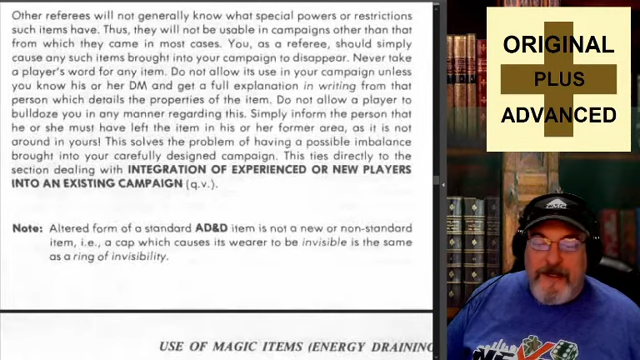 Other referees will not generally know what special powers or restrictions
such items have. Thus, they will not be usable in campaigns other than that
from which they came in most cases. You, as a referee, should simply
cause any such items brought into your campaign to disappear. Never take
a player's word for any item. Do not allow its use in your campaign unless
you know his or her DM and get a full explanation in writing from that
person which details the properties of the item. Do not allow a player to
bulldoze you in any manner regarding this. Simply inform the person that
he or she must have left the item in his or her former area, as it is not
around in yours! This solves the problem of having a possible imbalance
brought into your carefully designed campaign. This ties directly to the
section dealing with INTEGRATION OF EXPERIENCED OR NEW PLAYERS
INTO AN EXISTING CAMPAIGN (q.v.).
Note: Altered form of a standard AD&D item is not a new or non-standard
item, i.e., a cap which causes its wearer to be invisible is the same
as a ring of invisibility.
USE OF MAGIC ITEMS (ENERGY DRAINING
ORIGINAL
PLUS
ADVANCED